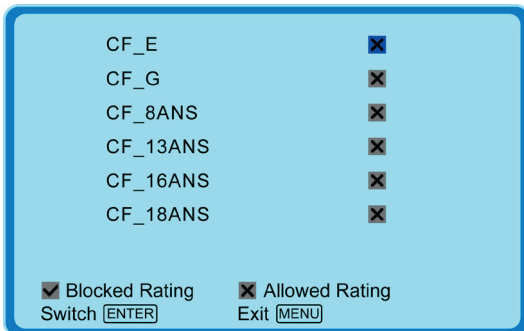 CF_E
CF_G
CF_8ANS
CF_13ANS
CF_16ANS
CF_18ANS
Blocked Rating Allowed Rating
Switch ENTER Exit MENU